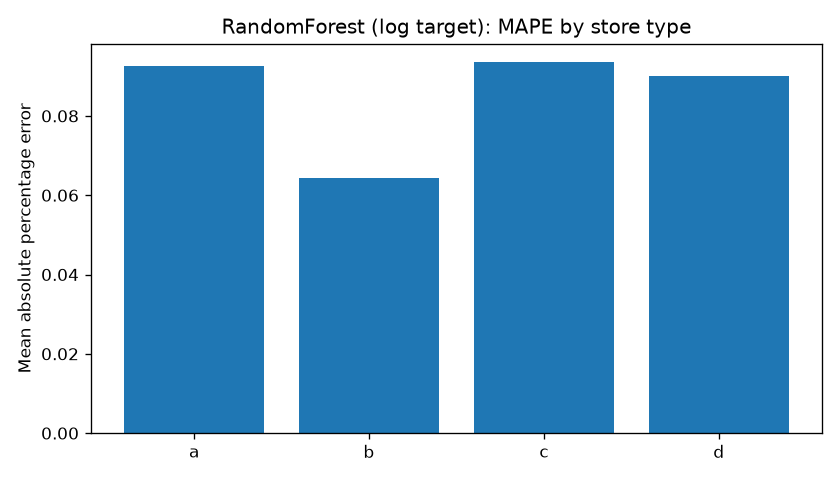 RandomForest (log target): MAPE by store type
Mean absolute percentage error
0.08
0.06
0.04
0.02
0.00
a b c d